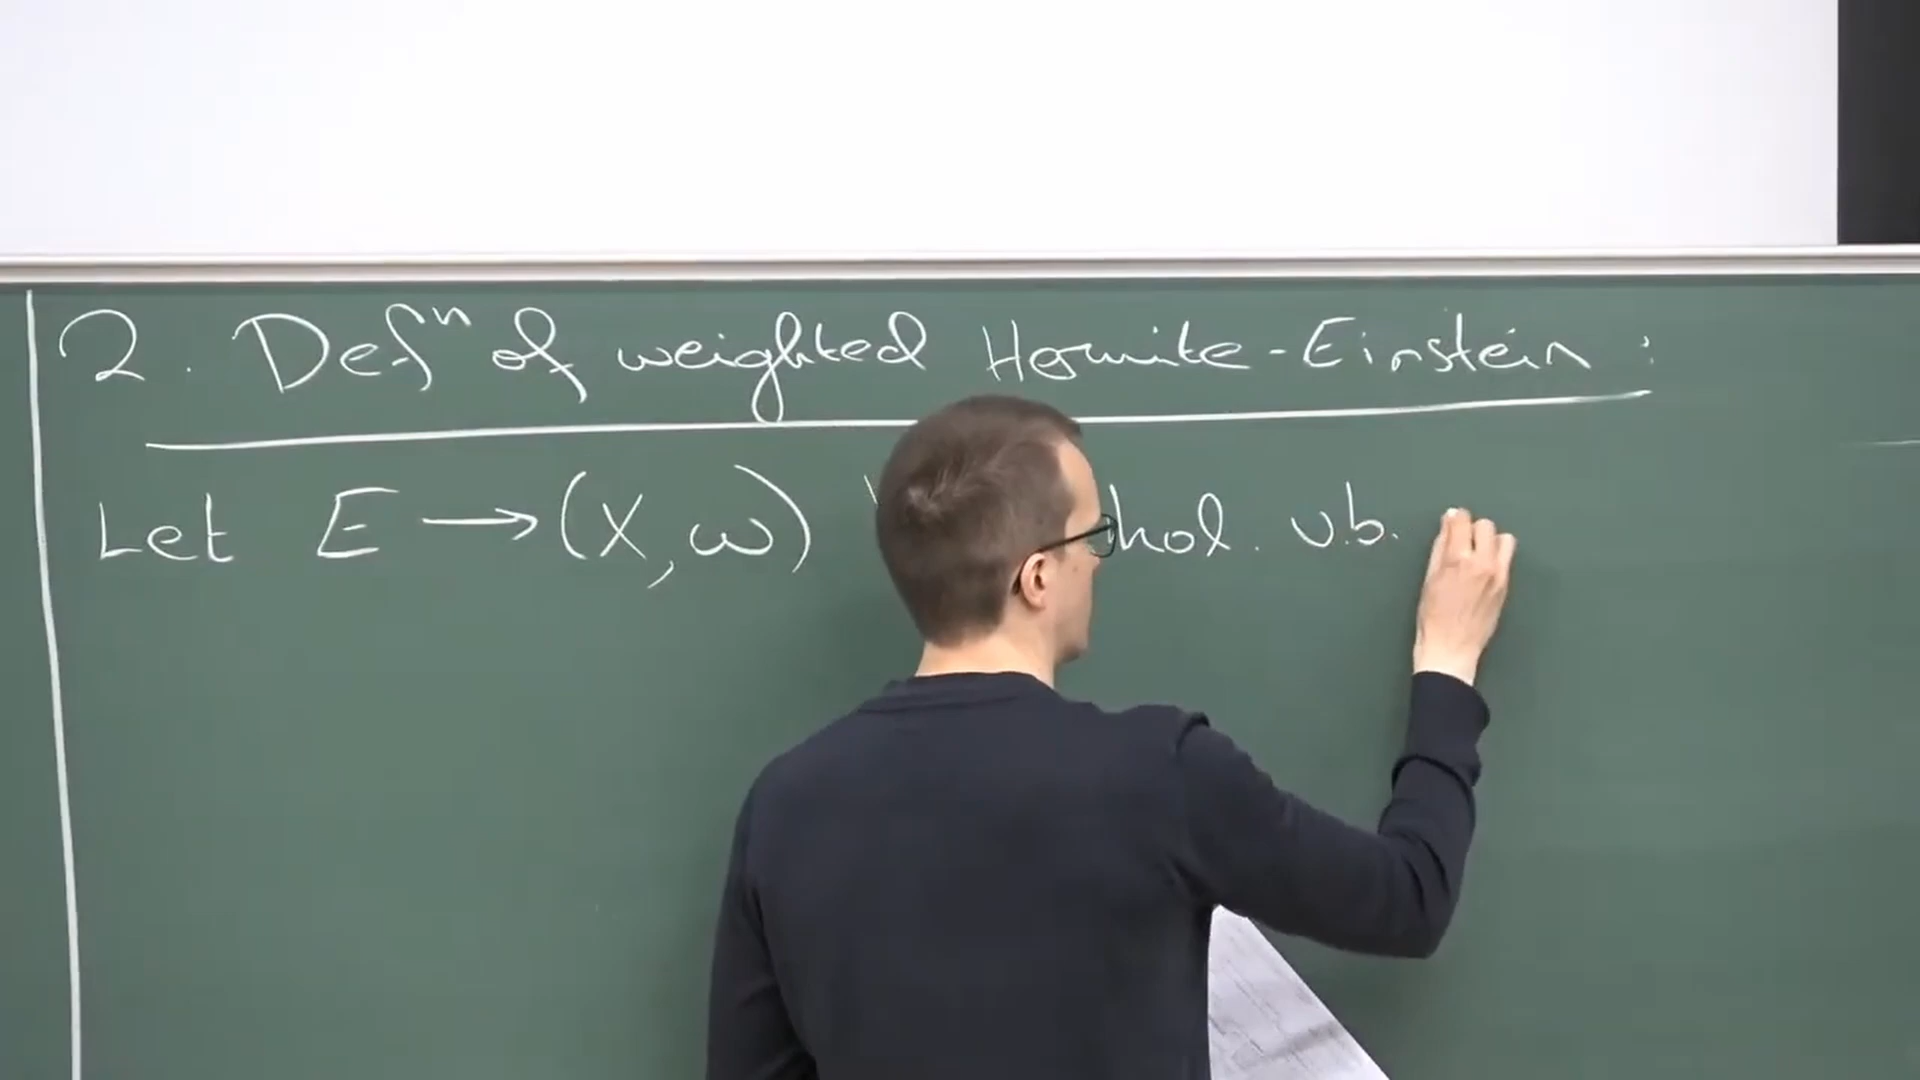 2. Defⁿ of weighted Hermite-Einstein:
Let E → (X, ω) hol. v.b.